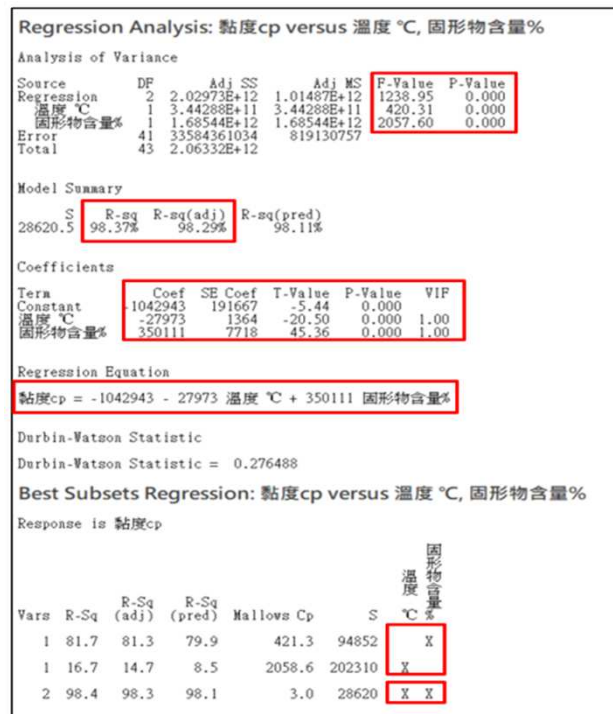 Regression Analysis: 黏度cp versus 溫度 ℃, 固形物含量%
Analysis of Variance
Source DF Adj SS Adj MS F-Value P-Value
Regression 2 2.02973E+12 1.01487E+12 1238.95 0.000
溫度 ℃ 1 3.44288E+11 3.44288E+11 420.31 0.000
固形物含量% 1 1.68544E+12 1.68544E+12 2057.60 0.000
Error 41 33584361034 819130757
Total 43 2.06332E+12
Model Summary
S R-sq R-sq(adj) R-sq(pred)
28620.5 98.37% 98.29% 98.11%
Coefficients
Term Coef SE Coef T-Value P-Value VIF
Constant -1042943 191667 -5.44 0.000
溫度 ℃ -27973 1364 -20.50 0.000 1.00
固形物含量% 350111 7718 45.36 0.000 1.00
Regression Equation
黏度cp = -1042943 - 27973 溫度 ℃ + 350111 固形物含量%
Durbin-Watson Statistic
Durbin-Watson Statistic = 0.276488
Best Subsets Regression: 黏度cp versus 溫度 ℃, 固形物含量%
Response is 黏度cp
溫度 ℃
固形物含量%
R-Sq R-Sq
Vars R-Sq (adj) (pred) Mallows Cp S
1 81.7 81.3 79.9 421.3 94852 X
1 16.7 14.7 8.5 2058.6 202310 X
2 98.4 98.3 98.1 3.0 28620 X X